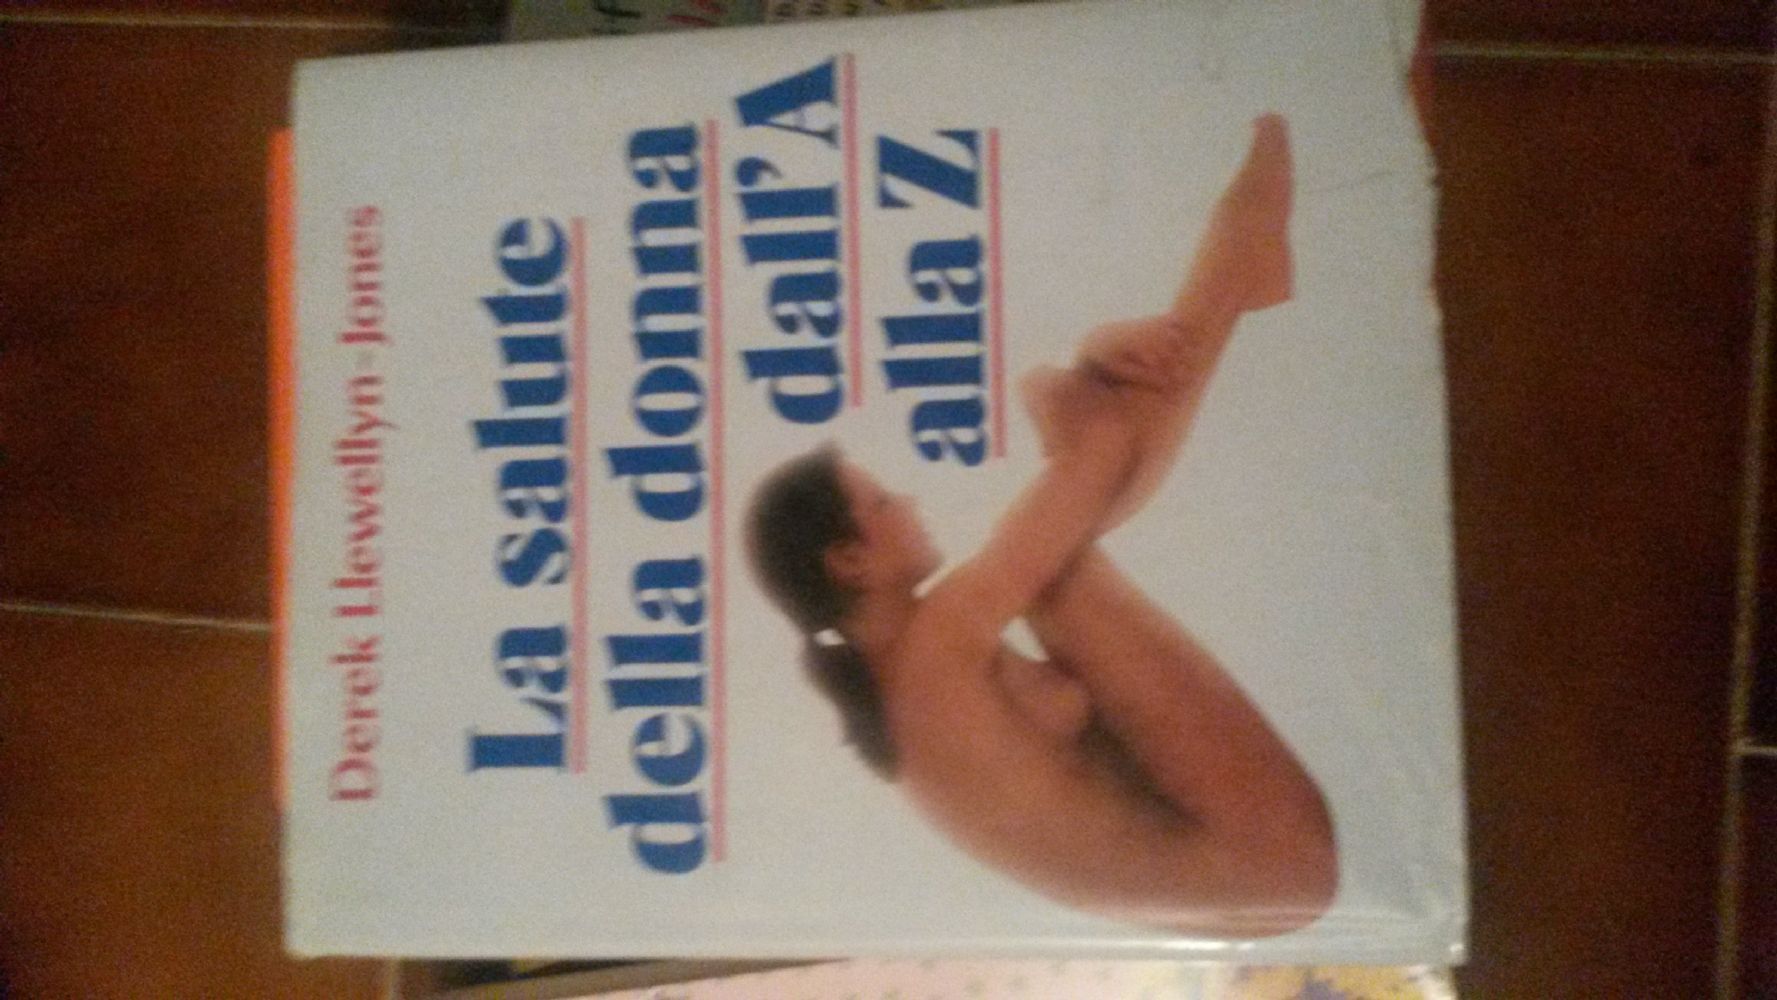 Derek Llewellyn-Jones
La salute
della donna
dall'A
alla Z